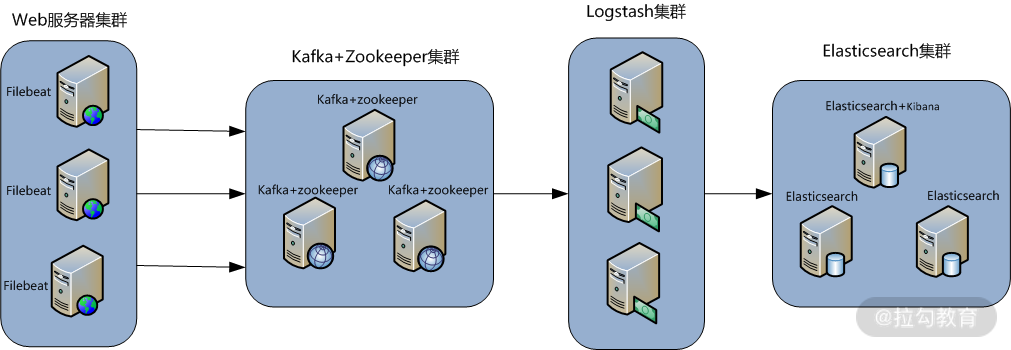 Web服务器集群
Filebeat
Filebeat
Filebeat
Kafka+Zookeeper集群
Kafka+zookeeper
Kafka+zookeeper
Kafka+zookeeper
Logstash集群
Elasticsearch集群
Elasticsearch+Kibana
Elasticsearch
Elasticsearch
@拉勾教育